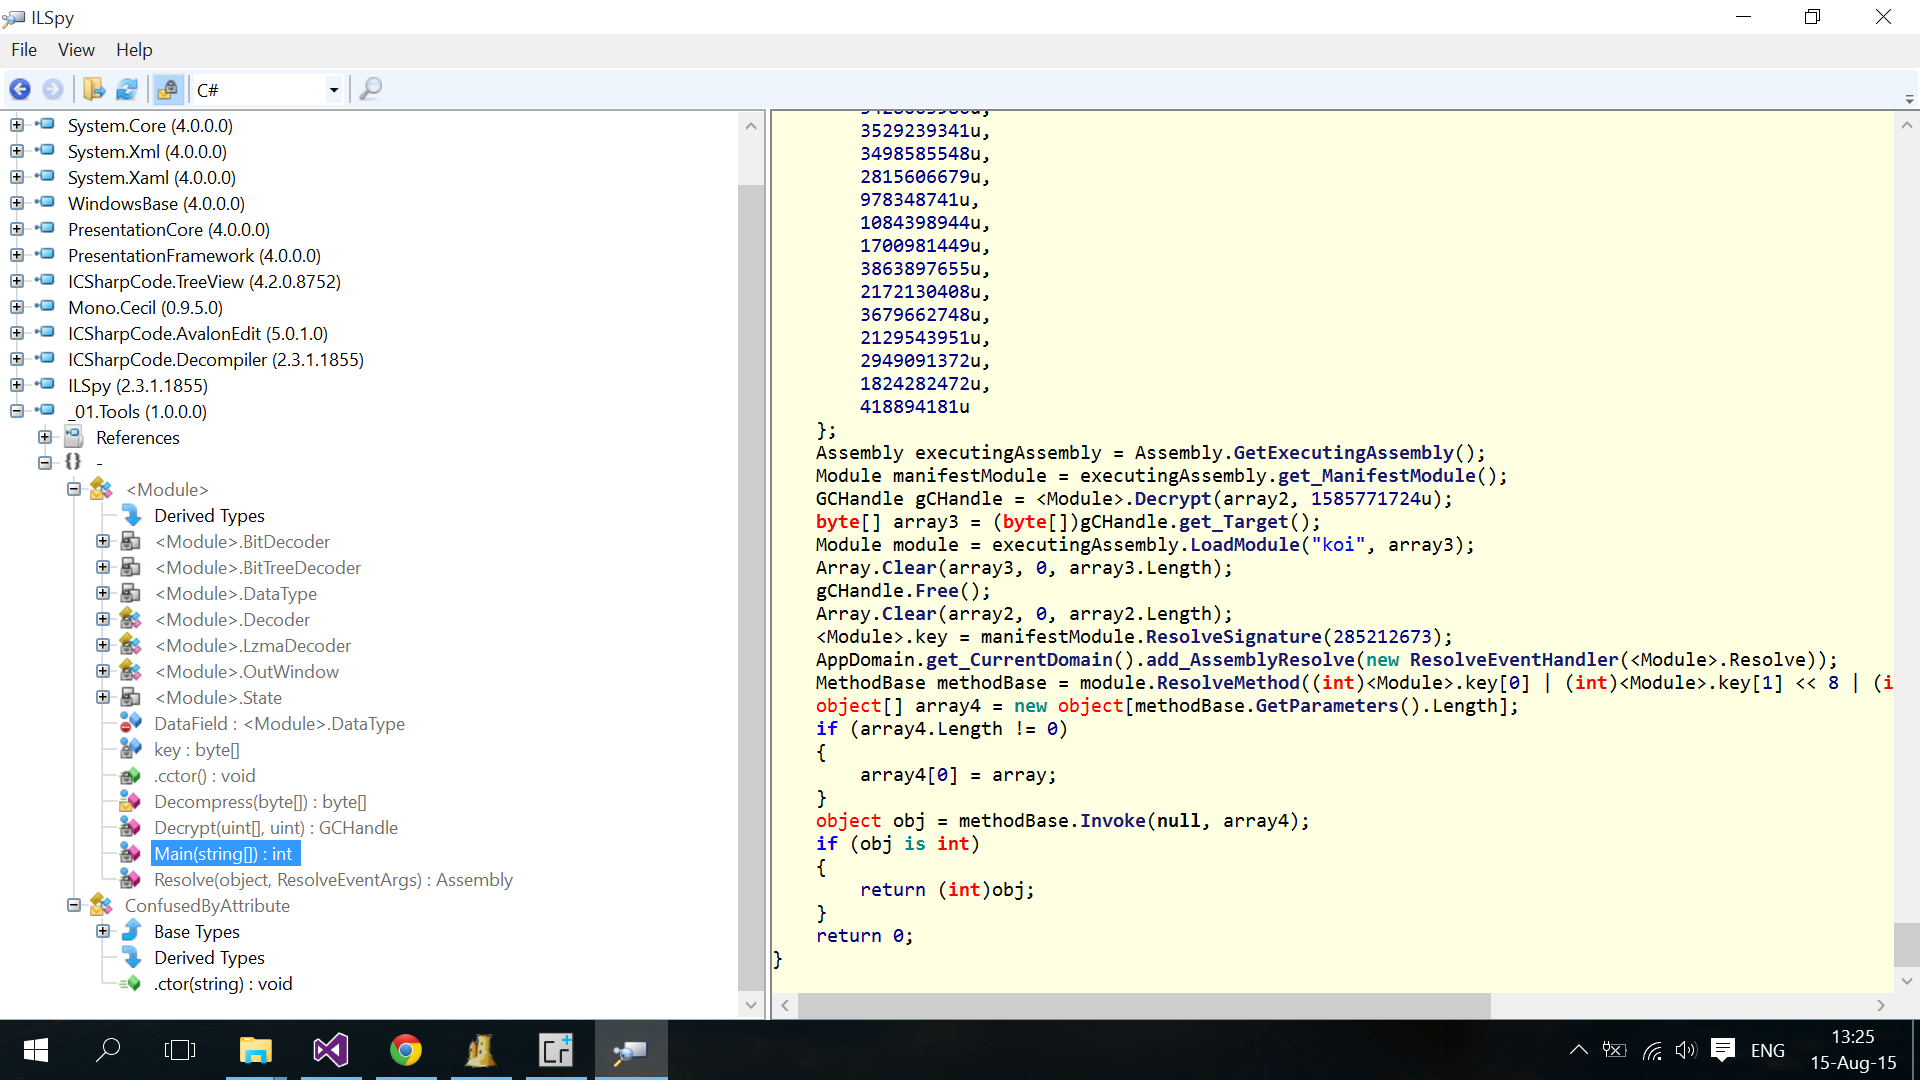 ILSpy
File View Help
C#
System.Core (4.0.0.0)
System.Xml (4.0.0.0)
System.Xaml (4.0.0.0)
WindowsBase (4.0.0.0)
PresentationCore (4.0.0.0)
PresentationFramework (4.0.0.0)
ICSharpCode.TreeView (4.2.0.8752)
Mono.Cecil (0.9.5.0)
ICSharpCode.AvalonEdit (5.0.1.0)
ICSharpCode.Decompiler (2.3.1.1855)
ILSpy (2.3.1.1855)
_01.Tools (1.0.0.0)
References
{} -
<Module>
Derived Types
<Module>.BitDecoder
<Module>.BitTreeDecoder
<Module>.DataType
<Module>.Decoder
<Module>.LzmaDecoder
<Module>.OutWindow
<Module>.State
DataField : <Module>.DataType
key : byte[]
.cctor() : void
Decompress(byte[]) : byte[]
Decrypt(uint[], uint) : GCHandle
Main(string[]) : int
Resolve(object, ResolveEventArgs) : Assembly
ConfusedByAttribute
Base Types
Derived Types
.ctor(string) : void
3529239341u,
3498585548u,
2815606679u,
978348741u,
1084398944u,
1700981449u,
3863897655u,
2172130408u,
3679662748u,
2129543951u,
2949091372u,
1824282472u,
418894181u
};
Assembly executingAssembly = Assembly.GetExecutingAssembly();
Module manifestModule = executingAssembly.get_ManifestModule();
GCHandle gCHandle = <Module>.Decrypt(array2, 1585771724u);
byte[] array3 = (byte[])gCHandle.get_Target();
Module module = executingAssembly.LoadModule("koi", array3);
Array.Clear(array3, 0, array3.Length);
gCHandle.Free();
Array.Clear(array2, 0, array2.Length);
<Module>.key = manifestModule.ResolveSignature(285212673);
AppDomain.get_CurrentDomain().add_AssemblyResolve(new ResolveEventHandler(<Module>.Resolve));
MethodBase methodBase = module.ResolveMethod((int)<Module>.key[0] | (int)<Module>.key[1] << 8 | (i
object[] array4 = new object[methodBase.GetParameters().Length];
if (array4.Length != 0)
{
array4[0] = array;
}
object obj = methodBase.Invoke(null, array4);
if (obj is int)
{
return (int)obj;
}
return 0;
}
ENG
13:25
15-Aug-15